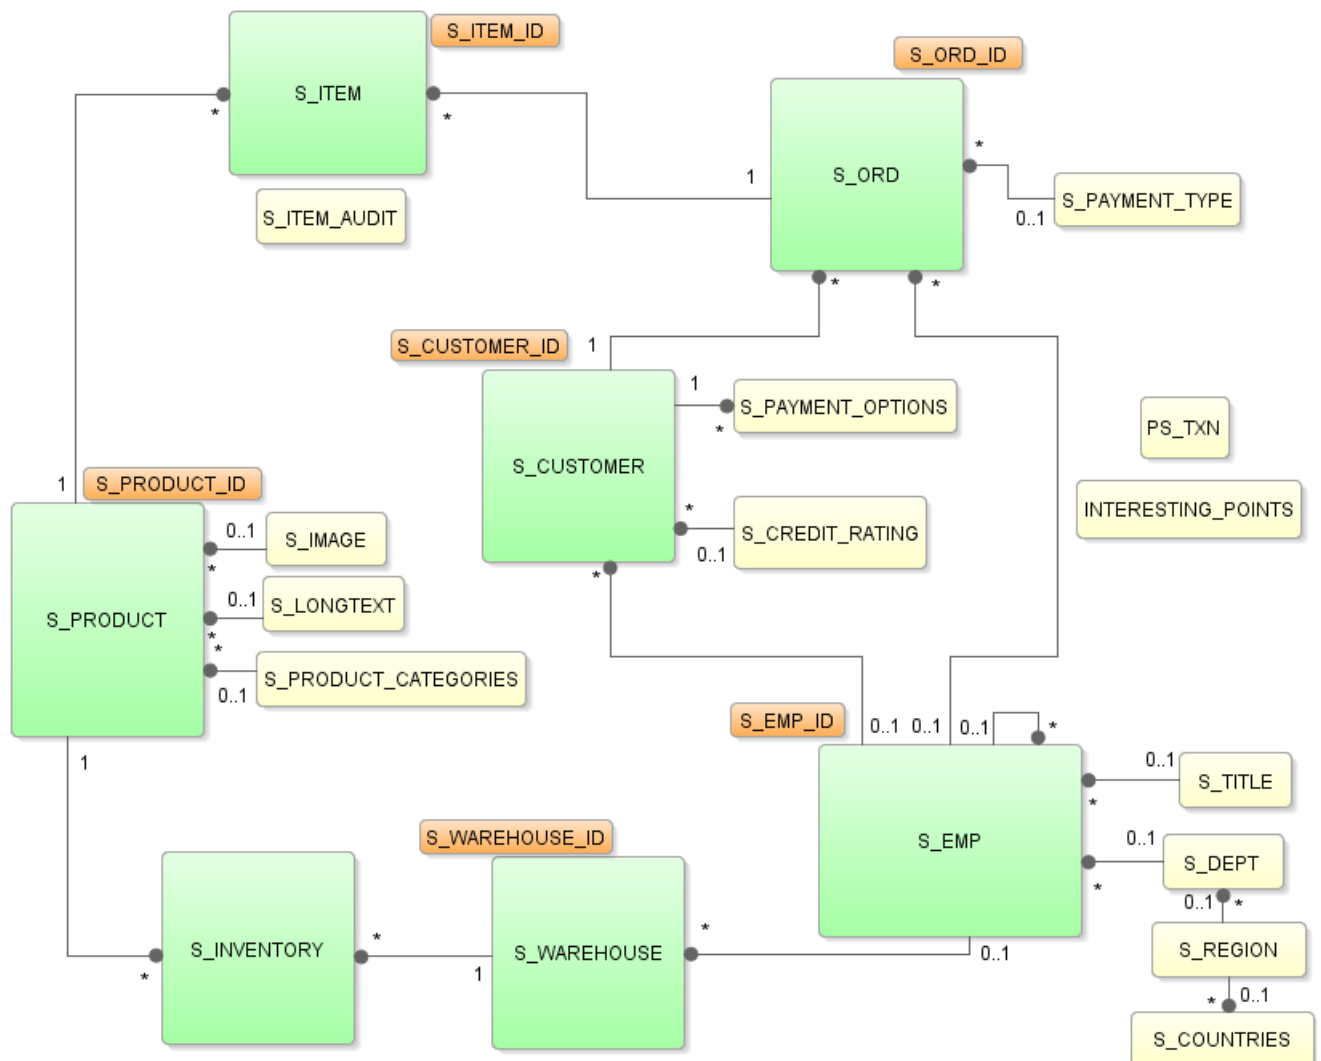 S_ITEM_ID
S_ORD_ID
S_ITEM
*
*
*
S_ORD
1
S_PAYMENT_TYPE
0..1
S_ITEM_AUDIT
*
*
S_CUSTOMER_ID
1
1
S_PAYMENT_OPTIONS
*
PS_TXN
S_CUSTOMER
1
S_PRODUCT_ID
INTERESTING_POINTS
*
S_CREDIT_RATING
0..1
0..1
S_IMAGE
*
*
0..1
S_LONGTEXT
S_PRODUCT
*
*
S_PRODUCT_CATEGORIES
0..1
S_EMP_ID
0..1
0..1
0..1
*
1
0..1
S_TITLE
*
S_WAREHOUSE_ID
0..1
S_EMP
S_DEPT
*
0..1
*
*
*
S_INVENTORY
S_WAREHOUSE
0..1
S_REGION
*
1
*
0..1
S_COUNTRIES